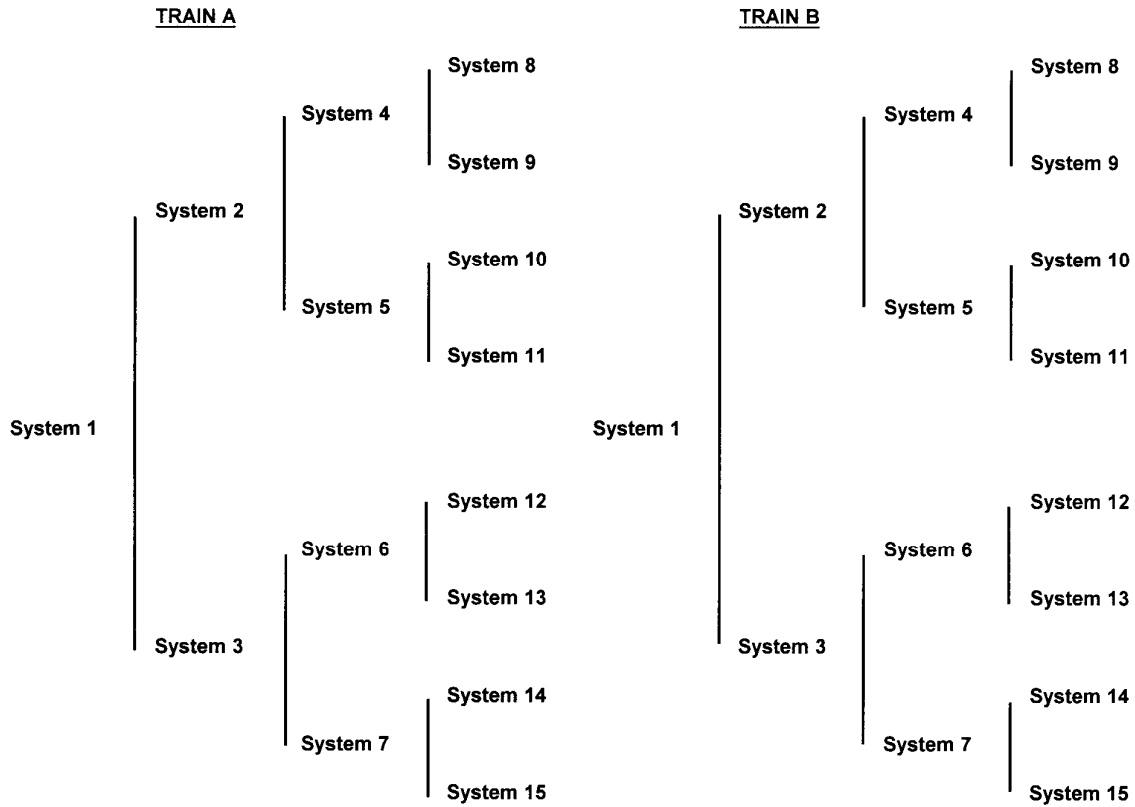 TRAIN A
System 8
System 4
System 9
System 2
System 10
System 5
System 11
System 1
System 12
System 6
System 13
System 3
System 14
System 7
System 15
TRAIN B
System 8
System 4
System 9
System 2
System 10
System 5
System 11
System 1
System 12
System 6
System 13
System 3
System 14
System 7
System 15